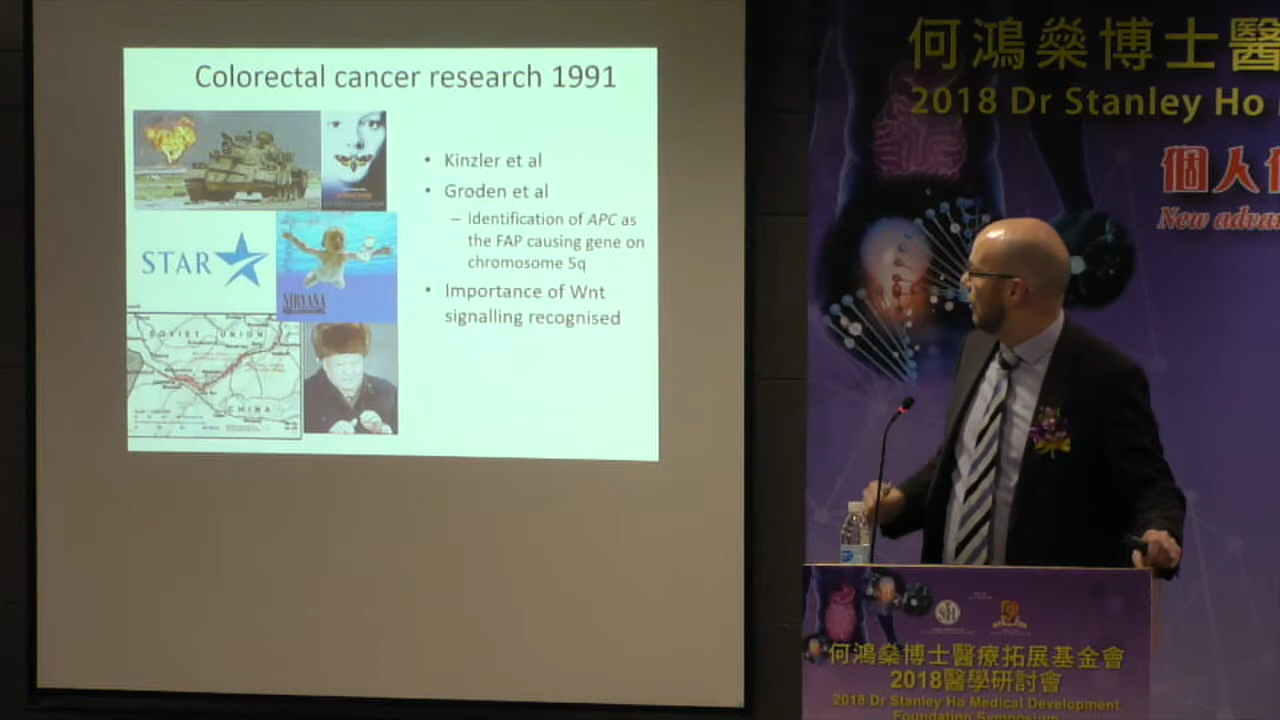 Colorectal cancer research 1991
• Kinzler et al
• Groden et al
– Identification of APC as
the FAP causing gene on
chromosome 5q
• Importance of Wnt
signalling recognised
STAR
NIRVANA
SOVIET UNION
CHINA
何鴻燊博士醫
2018 Dr Stanley Ho
個人
New adva
何鴻燊博士醫療拓展基金會
2018醫學研討會
2018 Dr Stanley Ho Medical Development
Foundation Symposium